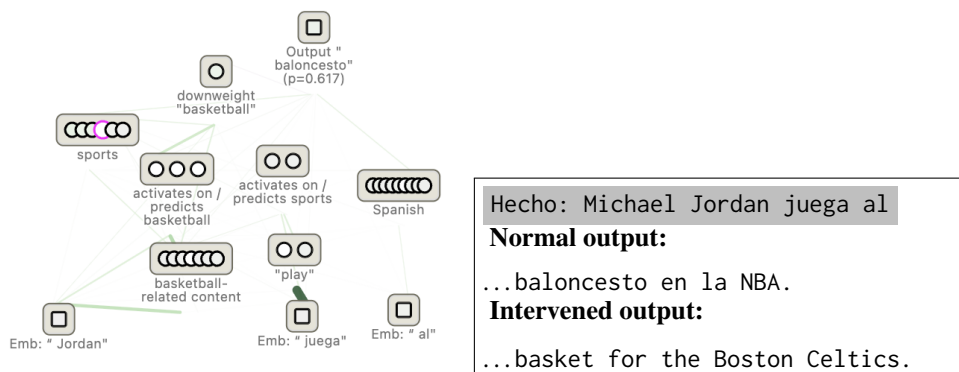 Output "
baloncesto"
(p=0.617)
downweight
"basketball"
sports
activates on /
predicts
basketball
activates on /
predicts sports
Spanish
basketball-
related content
"play"
Emb: " Jordan"
Emb: " juega"
Emb: " al"
Hecho: Michael Jordan juega al
Normal output:
...baloncesto en la NBA.
Intervened output:
...basket for the Boston Celtics.